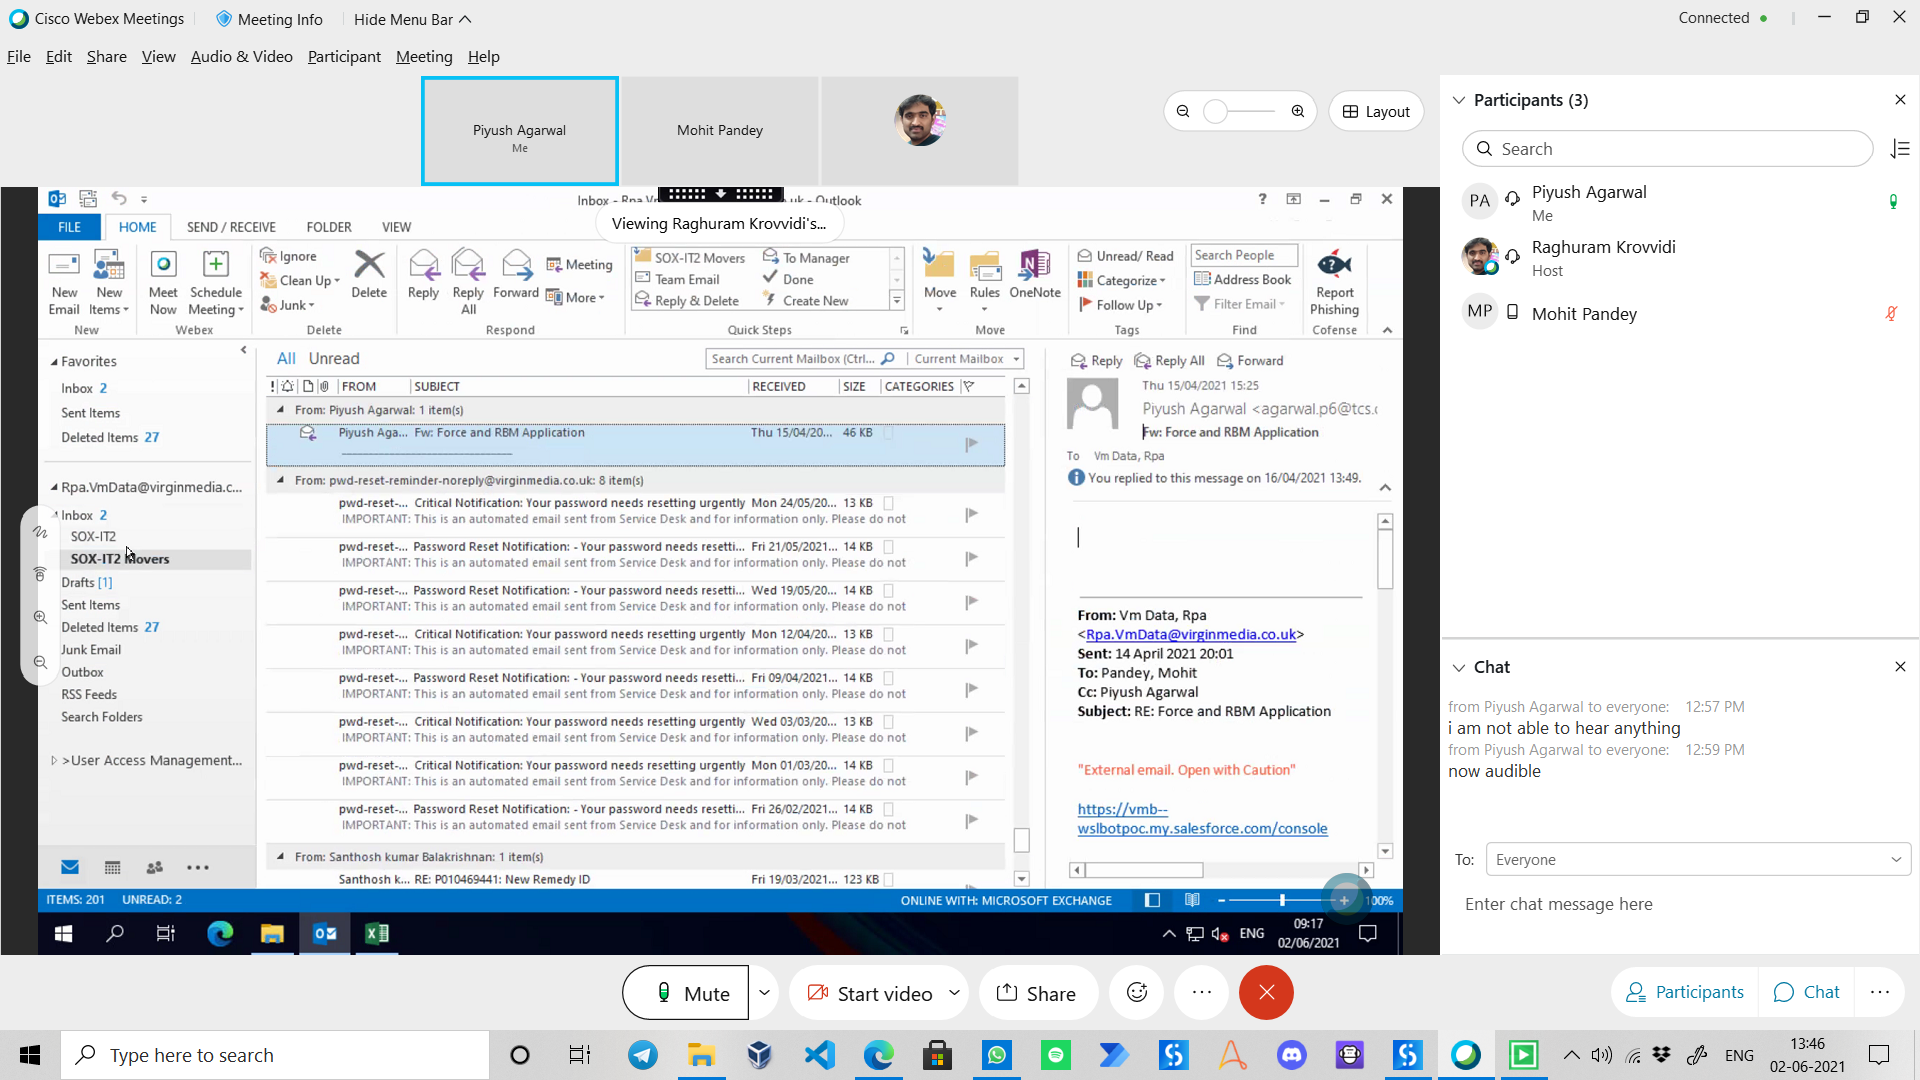 Cisco Webex Meetings Meeting Info Hide Menu Bar
Connected
File Edit Share View Audio & Video Participant Meeting Help
Piyush Agarwal
Me
Mohit Pandey
Layout
Participants (3)
Search
PA Piyush Agarwal
Me
Raghuram Krovvidi
Host
MP Mohit Pandey
Inbox - Rpa.Vm uk - Outlook
Viewing Raghuram Krovvidi's...
FILE HOME SEND / RECEIVE FOLDER VIEW
New Email
New Items
New
Meet Now
Schedule Meeting
Webex
Ignore
Clean Up
Junk
Delete
Delete
Reply
Reply All
Forward
Meeting
More
Respond
SOX-IT2 Movers
Team Email
Reply & Delete
To Manager
Done
Create New
Quick Steps
Move
Rules
OneNote
Move
Unread/ Read
Categorize
Follow Up
Tags
Search People
Address Book
Filter Email
Find
Report Phishing
Cofense
Favorites
Inbox 2
Sent Items
Deleted Items 27
Rpa.VmData@virginmedia.c...
Inbox 2
SOX-IT2
SOX-IT2 Movers
Drafts [1]
Sent Items
Deleted Items 27
Junk Email
Outbox
RSS Feeds
Search Folders
>User Access Management...
All Unread
Search Current Mailbox (Ctrl... Current Mailbox
FROM SUBJECT RECEIVED SIZE CATEGORIES
From: Piyush Agarwal: 1 item(s)
Piyush Aga... Fw: Force and RBM Application Thu 15/04/20... 46 KB
From: pwd-reset-reminder-noreply@virginmedia.co.uk: 8 item(s)
pwd-reset-... Critical Notification: Your password needs resetting urgently Mon 24/05/20... 13 KB
IMPORTANT: This is an automated email sent from Service Desk and for information only. Please do not
pwd-reset-... Password Reset Notification: - Your password needs resetti... Fri 21/05/2021... 14 KB
IMPORTANT: This is an automated email sent from Service Desk and for information only. Please do not
pwd-reset-... Password Reset Notification: - Your password needs resetti... Wed 19/05/20... 14 KB
IMPORTANT: This is an automated email sent from Service Desk and for information only. Please do not
pwd-reset-... Critical Notification: Your password needs resetting urgently Mon 12/04/20... 13 KB
IMPORTANT: This is an automated email sent from Service Desk and for information only. Please do not
pwd-reset-... Password Reset Notification: - Your password needs resetti... Fri 09/04/2021... 14 KB
IMPORTANT: This is an automated email sent from Service Desk and for information only. Please do not
pwd-reset-... Critical Notification: Your password needs resetting urgently Wed 03/03/20... 13 KB
IMPORTANT: This is an automated email sent from Service Desk and for information only. Please do not
pwd-reset-... Critical Notification: Your password needs resetting urgently Mon 01/03/20... 14 KB
IMPORTANT: This is an automated email sent from Service Desk and for information only. Please do not
pwd-reset-... Password Reset Notification: - Your password needs resetti... Fri 26/02/2021... 14 KB
IMPORTANT: This is an automated email sent from Service Desk and for information only. Please do not
From: Santhosh kumar Balakrishnan: 1 item(s)
Santhosh k... RE: P010469441: New Remedy ID Fri 19/03/2021... 123 KB
Reply Reply All Forward
Thu 15/04/2021 15:25
Piyush Agarwal <agarwal.p6@tcs.c
Fw: Force and RBM Application
To Vm Data, Rpa
You replied to this message on 16/04/2021 13:49.
From: Vm Data, Rpa
<Rpa.VmData@virginmedia.co.uk>
Sent: 14 April 2021 20:01
To: Pandey, Mohit
Cc: Piyush Agarwal
Subject: RE: Force and RBM Application
"External email. Open with Caution"
https://vmb--
wslbotpoc.my.salesforce.com/console
ITEMS: 201 UNREAD: 2 ONLINE WITH: MICROSOFT EXCHANGE 100%
ENG 09:17
02/06/2021
Chat
from Piyush Agarwal to everyone: 12:57 PM
i am not able to hear anything
from Piyush Agarwal to everyone: 12:59 PM
now audible
To: Everyone
Enter chat message here
Mute Start video Share Participants Chat
Type here to search
ENG 13:46
02-06-2021